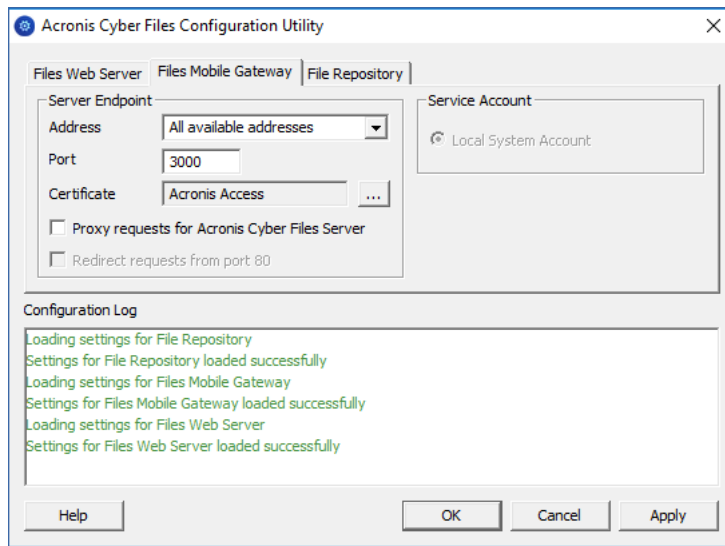 Acronis Cyber Files Configuration Utility
Files Web Server Files Mobile Gateway File Repository
Server Endpoint
Address All available addresses
Port 3000
Certificate Acronis Access ...
Proxy requests for Acronis Cyber Files Server
Redirect requests from port 80
Service Account
Local System Account
Configuration Log
Loading settings for File Repository
Settings for File Repository loaded successfully
Loading settings for Files Mobile Gateway
Settings for Files Mobile Gateway loaded successfully
Loading settings for Files Web Server
Settings for Files Web Server loaded successfully
Help OK Cancel Apply